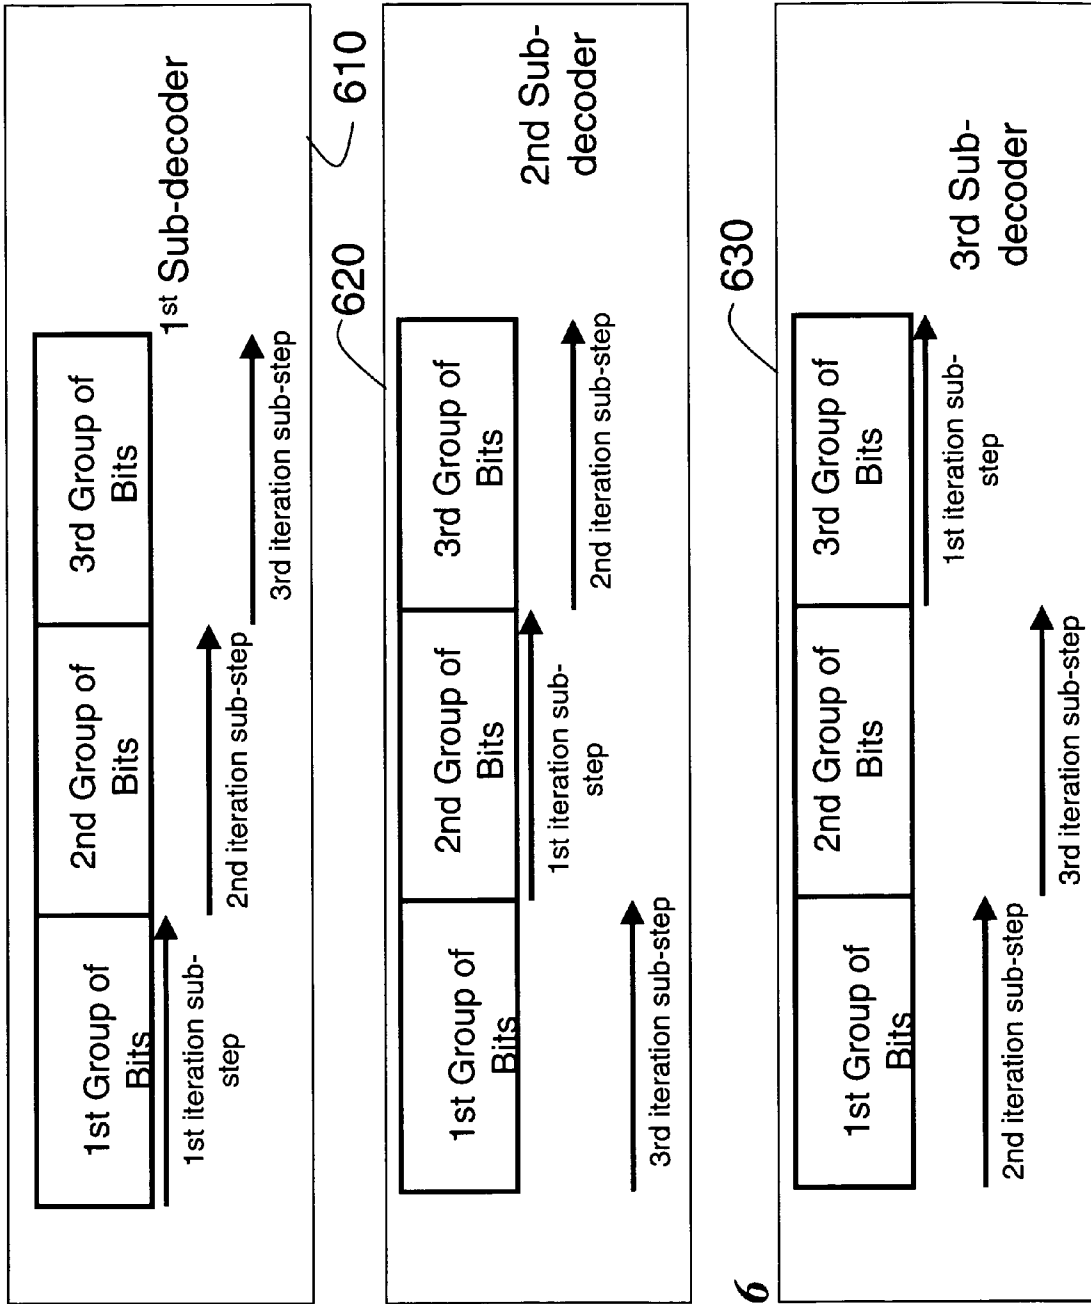 1st Group of
Bits
2nd Group of
Bits
3rd Group of
Bits
1st Sub-decoder
1st iteration sub-
step
2nd iteration sub-step
3rd iteration sub-step
610
620
1st Group of
Bits
2nd Group of
Bits
3rd Group of
Bits
2nd Sub-
decoder
3rd iteration sub-step
1st iteration sub-
step
2nd iteration sub-step
630
1st Group of
Bits
2nd Group of
Bits
3rd Group of
Bits
3rd Sub-
decoder
2nd iteration sub-step
3rd iteration sub-step
1st iteration sub-
step
6